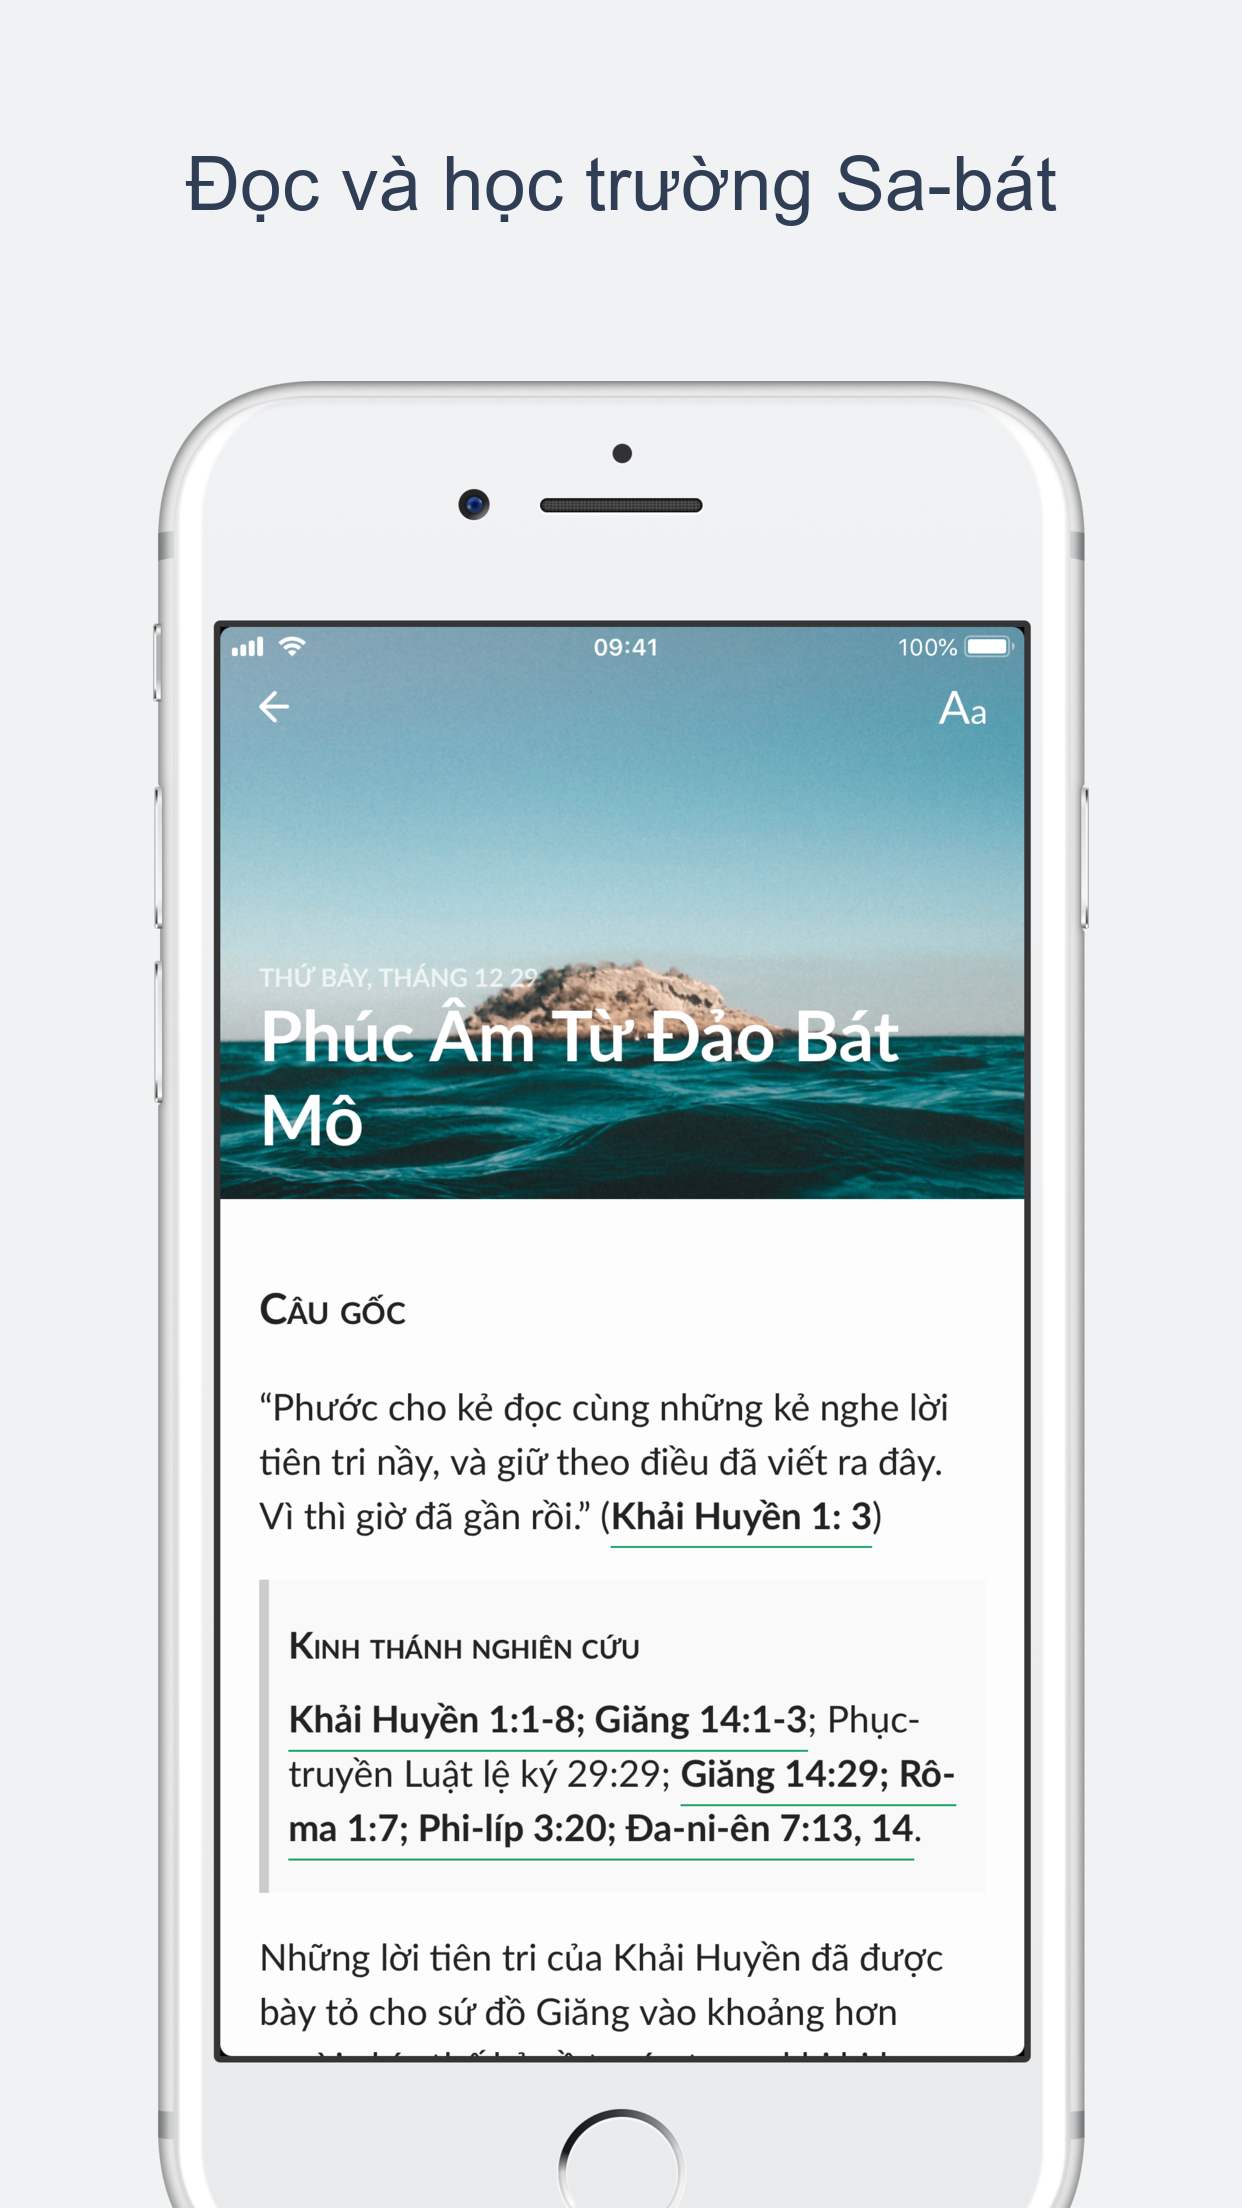 Đọc và học trường Sa-bát
09:41
100%
Aa
THỨ BẢY, THÁNG 12 29
Phúc Âm Từ Đảo Bát
Mô
Câu gốc
“Phước cho kẻ đọc cùng những kẻ nghe lời
tiên tri nầy, và giữ theo điều đã viết ra đây.
Vì thì giờ đã gần rồi.” (Khải Huyền 1: 3)
Kinh thánh nghiên cứu
Khải Huyền 1:1-8; Giăng 14:1-3; Phục-
truyền Luật lệ ký 29:29; Giăng 14:29; Rô-
ma 1:7; Phi-líp 3:20; Đa-ni-ên 7:13, 14.
Những lời tiên tri của Khải Huyền đã được
bày tỏ cho sứ đồ Giăng vào khoảng hơn